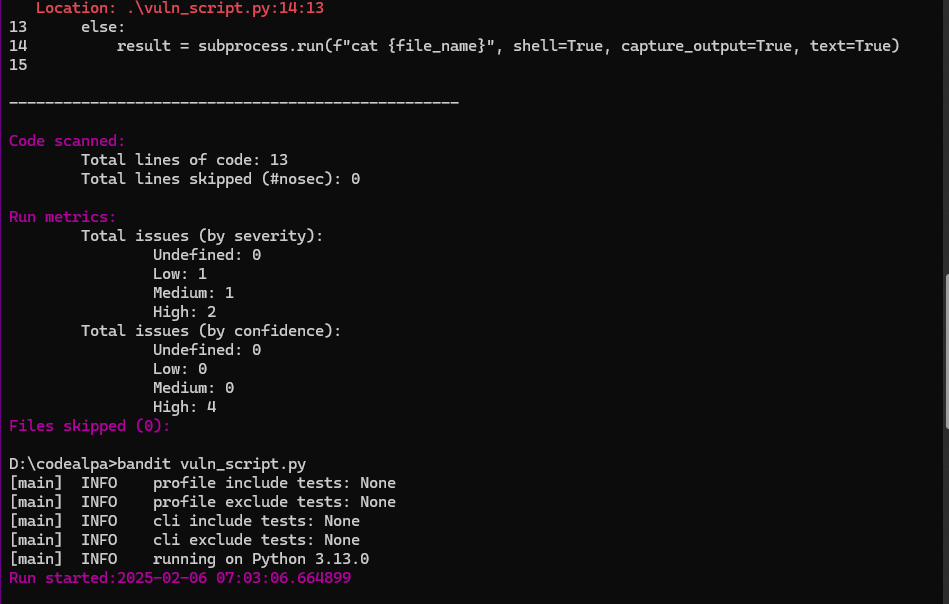 Location: .\vuln_script.py:14:13
13      else:
14          result = subprocess.run(f"cat {file_name}", shell=True, capture_output=True, text=True)
15
--------------------------------------------------
Code scanned:
        Total lines of code: 13
        Total lines skipped (#nosec): 0
Run metrics:
        Total issues (by severity):
                Undefined: 0
                Low: 1
                Medium: 1
                High: 2
        Total issues (by confidence):
                Undefined: 0
                Low: 0
                Medium: 0
                High: 4
Files skipped (0):
D:\codealpa>bandit vuln_script.py
[main]  INFO    profile include tests: None
[main]  INFO    profile exclude tests: None
[main]  INFO    cli include tests: None
[main]  INFO    cli exclude tests: None
[main]  INFO    running on Python 3.13.0
Run started:2025-02-06 07:03:06.664899